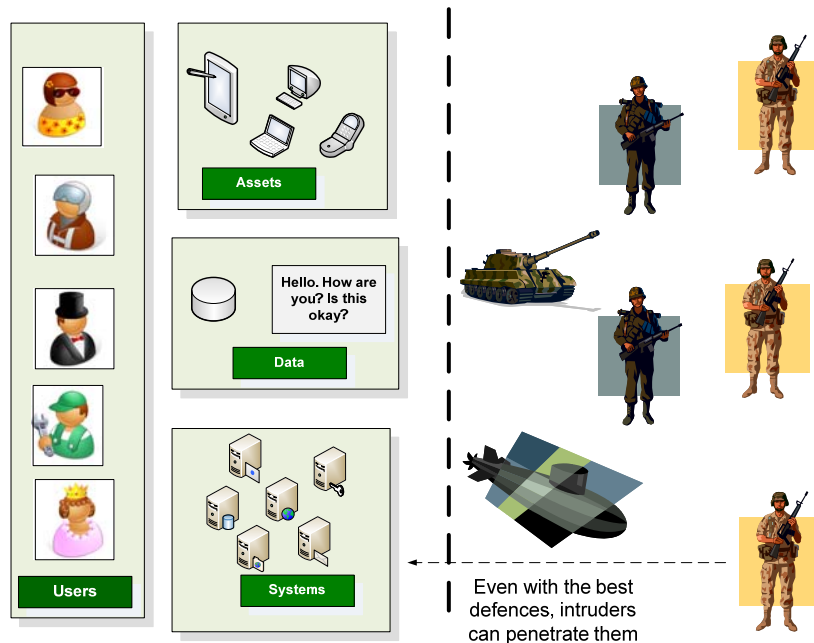 Assets
Hello. How are
you? Is this
okay?
Data
Users
Systems
Even with the best
defences, intruders
can penetrate them